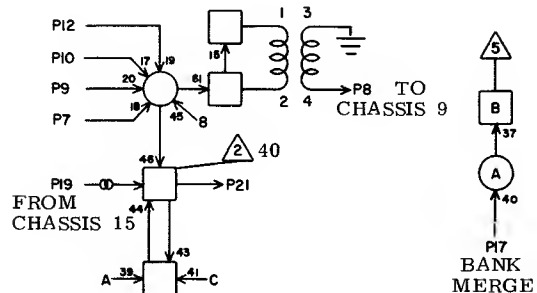 P12
1 3
P10 17 19 15
P9 20 61 P8 TO
2 4 CHASSIS 9
P7 18 45 8
5
B
37
46 2 40
A
P19 P21 40
FROM
CHASSIS 15
44
43 P17
BANK
A 39 41 C MERGE